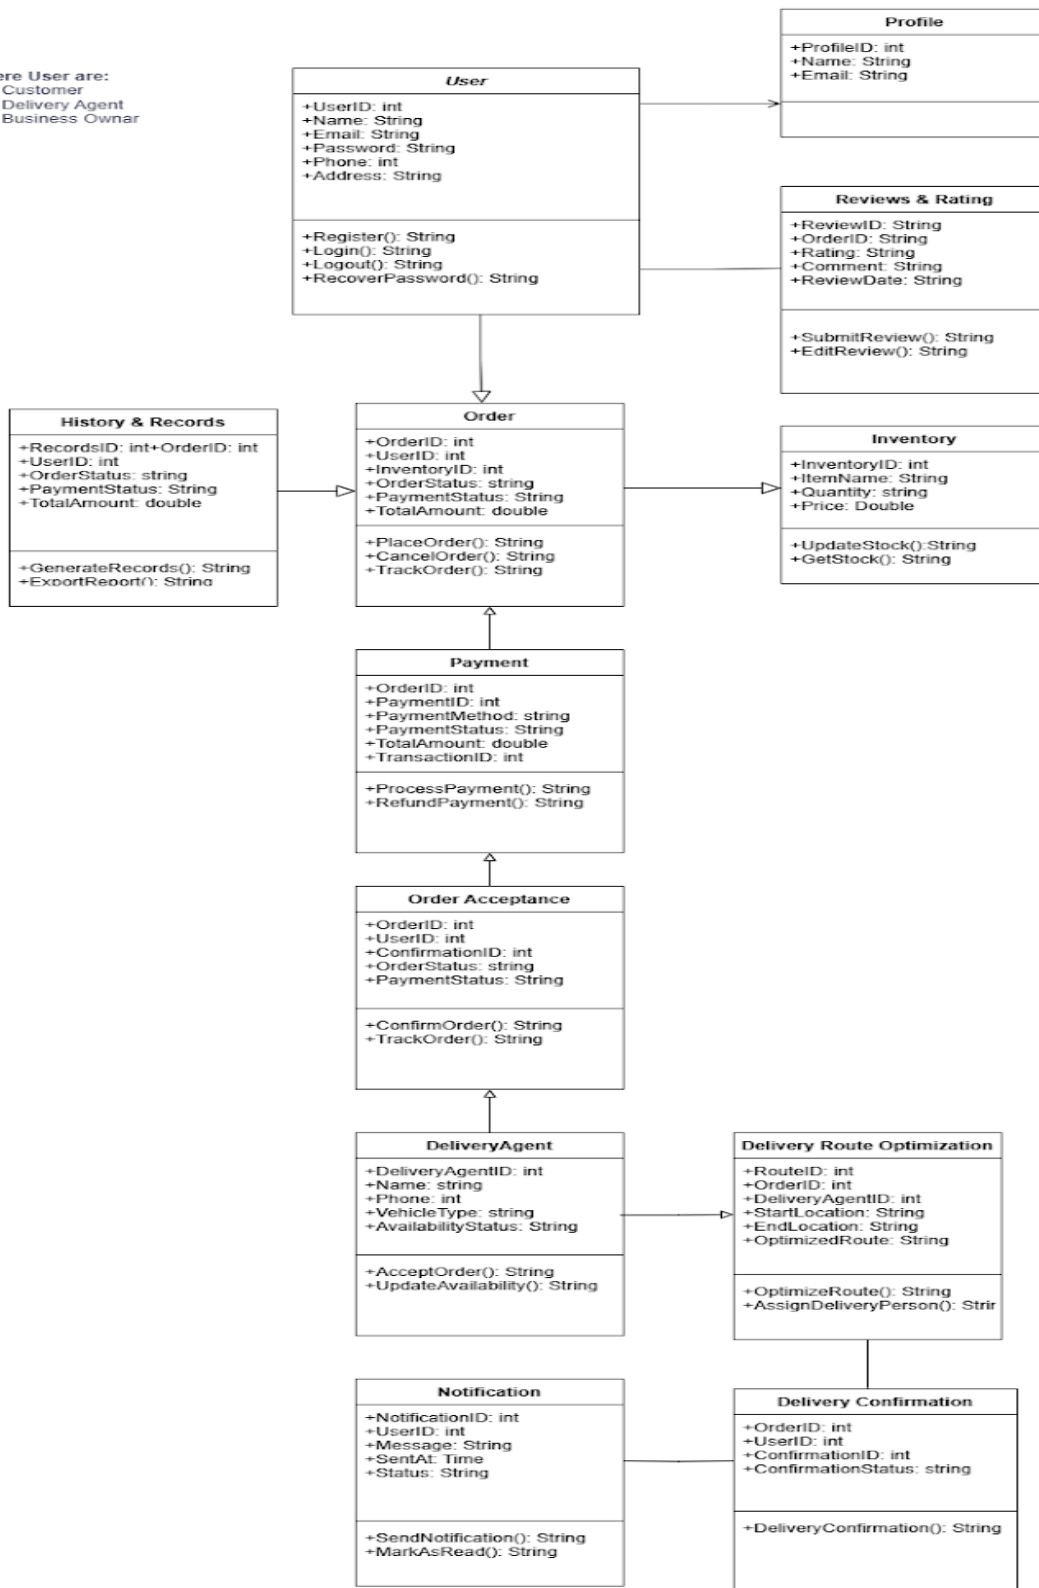 ere User are:
Customer
Delivery Agent
Business Ownar
User
+UserID: int
+Name: String
+Email: String
+Password: String
+Phone: int
+Address: String
+Register(): String
+Login(): String
+Logout(): String
+RecoverPassword(): String
Profile
+ProfileID: int
+Name: String
+Email: String
Reviews & Rating
+ReviewID: String
+OrderID: String
+Rating: String
+Comment: String
+ReviewDate: String
+SubmitReview(): String
+EditReview(): String
History & Records
+RecordsID: int+OrderID: int
+UserID: int
+OrderStatus: string
+PaymentStatus: String
+TotalAmount: double
+GenerateRecords(): String
+ExportReport(): String
Order
+OrderID: int
+UserID: int
+InventoryID: int
+OrderStatus: string
+PaymentStatus: String
+TotalAmount: double
+PlaceOrder(): String
+CancelOrder(): String
+TrackOrder(): String
Inventory
+InventoryID: int
+ItemName: String
+Quantity: string
+Price: Double
+UpdateStock():String
+GetStock(): String
Payment
+OrderID: int
+PaymentID: int
+PaymentMethod: string
+PaymentStatus: String
+TotalAmount: double
+TransactionID: int
+ProcessPayment(): String
+RefundPayment(): String
Order Acceptance
+OrderID: int
+UserID: int
+ConfirmationID: int
+OrderStatus: string
+PaymentStatus: String
+ConfirmOrder(): String
+TrackOrder(): String
DeliveryAgent
+DeliveryAgentID: int
+Name: string
+Phone: int
+VehicleType: string
+AvailabilityStatus: String
+AcceptOrder(): String
+UpdateAvailability(): String
Delivery Route Optimization
+RouteID: int
+OrderID: int
+DeliveryAgentID: int
+StartLocation: String
+EndLocation: String
+OptimizedRoute: String
+OptimizeRoute(): String
+AssignDeliveryPerson(): Strir
Notification
+NotificationID: int
+UserID: int
+Message: String
+SentAt: Time
+Status: String
+SendNotification(): String
+MarkAsRead(): String
Delivery Confirmation
+OrderID: int
+UserID: int
+ConfirmationID: int
+ConfirmationStatus: string
+DeliveryConfirmation(): String